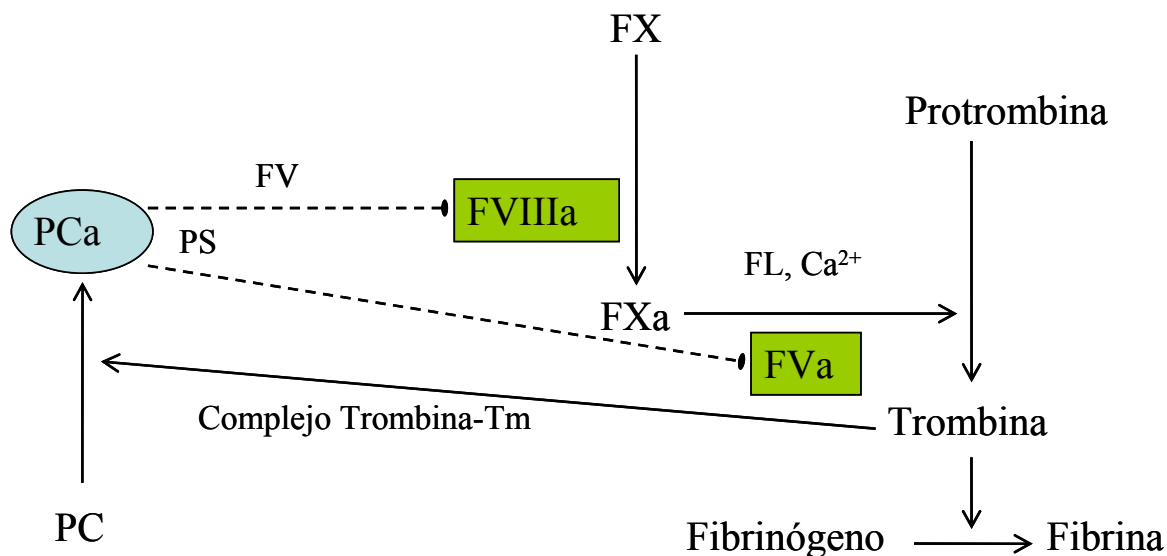 FX
Protrombina
FV
FVIIIa
PCa
PS
FL, Ca²⁺
FXa
FVa
Complejo Trombina-Tm
Trombina
PC
Fibrinógeno
Fibrina